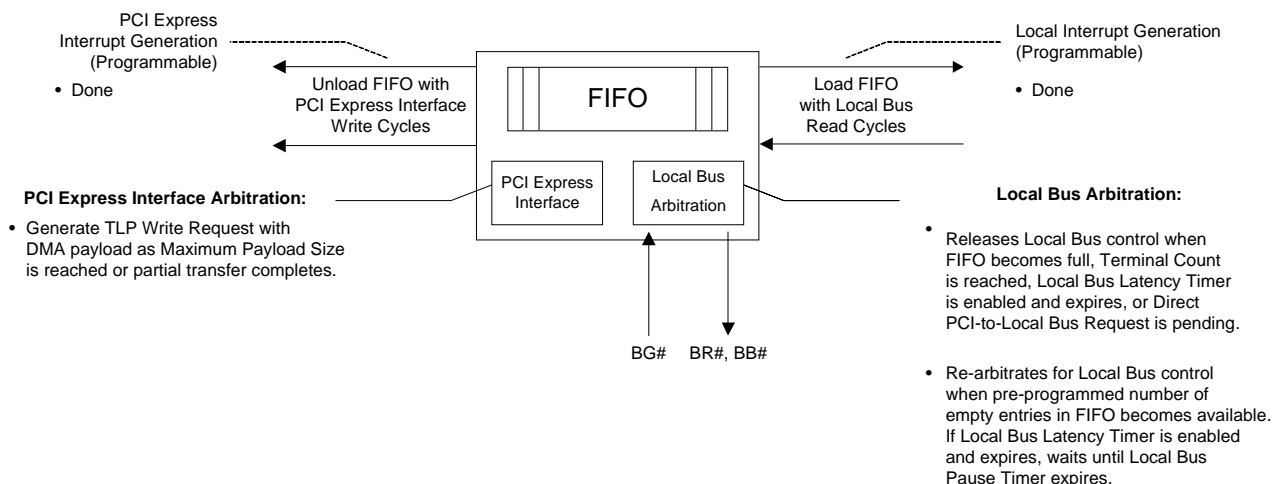 PCI Express
Interrupt Generation
(Programmable)
• Done
Unload FIFO with
PCI Express Interface
Write Cycles
FIFO
Load FIFO
with Local Bus
Read Cycles
Local Interrupt Generation
(Programmable)
• Done
PCI Express Interface Arbitration:
• Generate TLP Write Request with
DMA payload as Maximum Payload Size
is reached or partial transfer completes.
PCI Express
Interface
Local Bus
Arbitration
BG#
BR#, BB#
Local Bus Arbitration:
• Releases Local Bus control when
FIFO becomes full, Terminal Count
is reached, Local Bus Latency Timer
is enabled and expires, or Direct
PCI-to-Local Bus Request is pending.
• Re-arbitrates for Local Bus control
when pre-programmed number of
empty entries in FIFO becomes available.
If Local Bus Latency Timer is enabled
and expires, waits until Local Bus
Pause Timer expires.